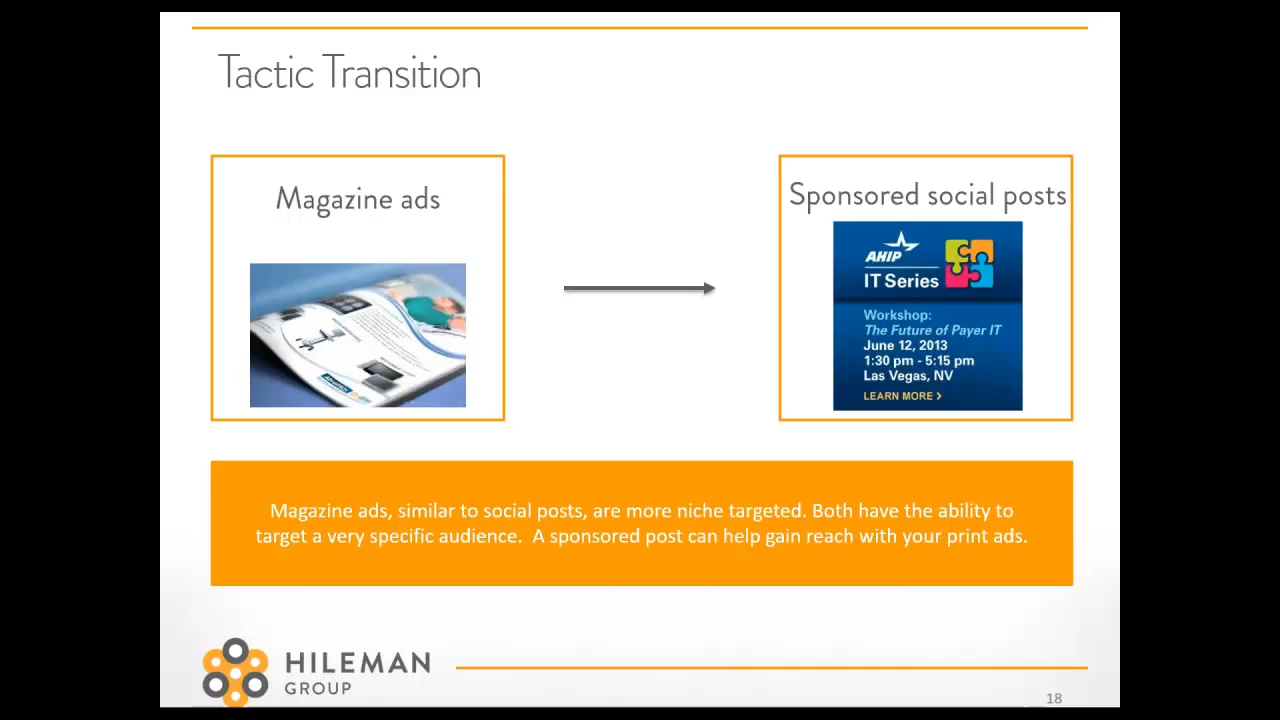 Tactic Transition
Magazine ads
Sponsored social posts
AHIP
IT Series
Workshop:
The Future of Payer IT
June 12, 2013
1:30 pm - 5:15 pm
Las Vegas, NV
LEARN MORE >
Magazine ads, similar to social posts, are more niche targeted. Both have the ability to
target a very specific audience.  A sponsored post can help gain reach with your print ads.
HILEMAN
GROUP
18